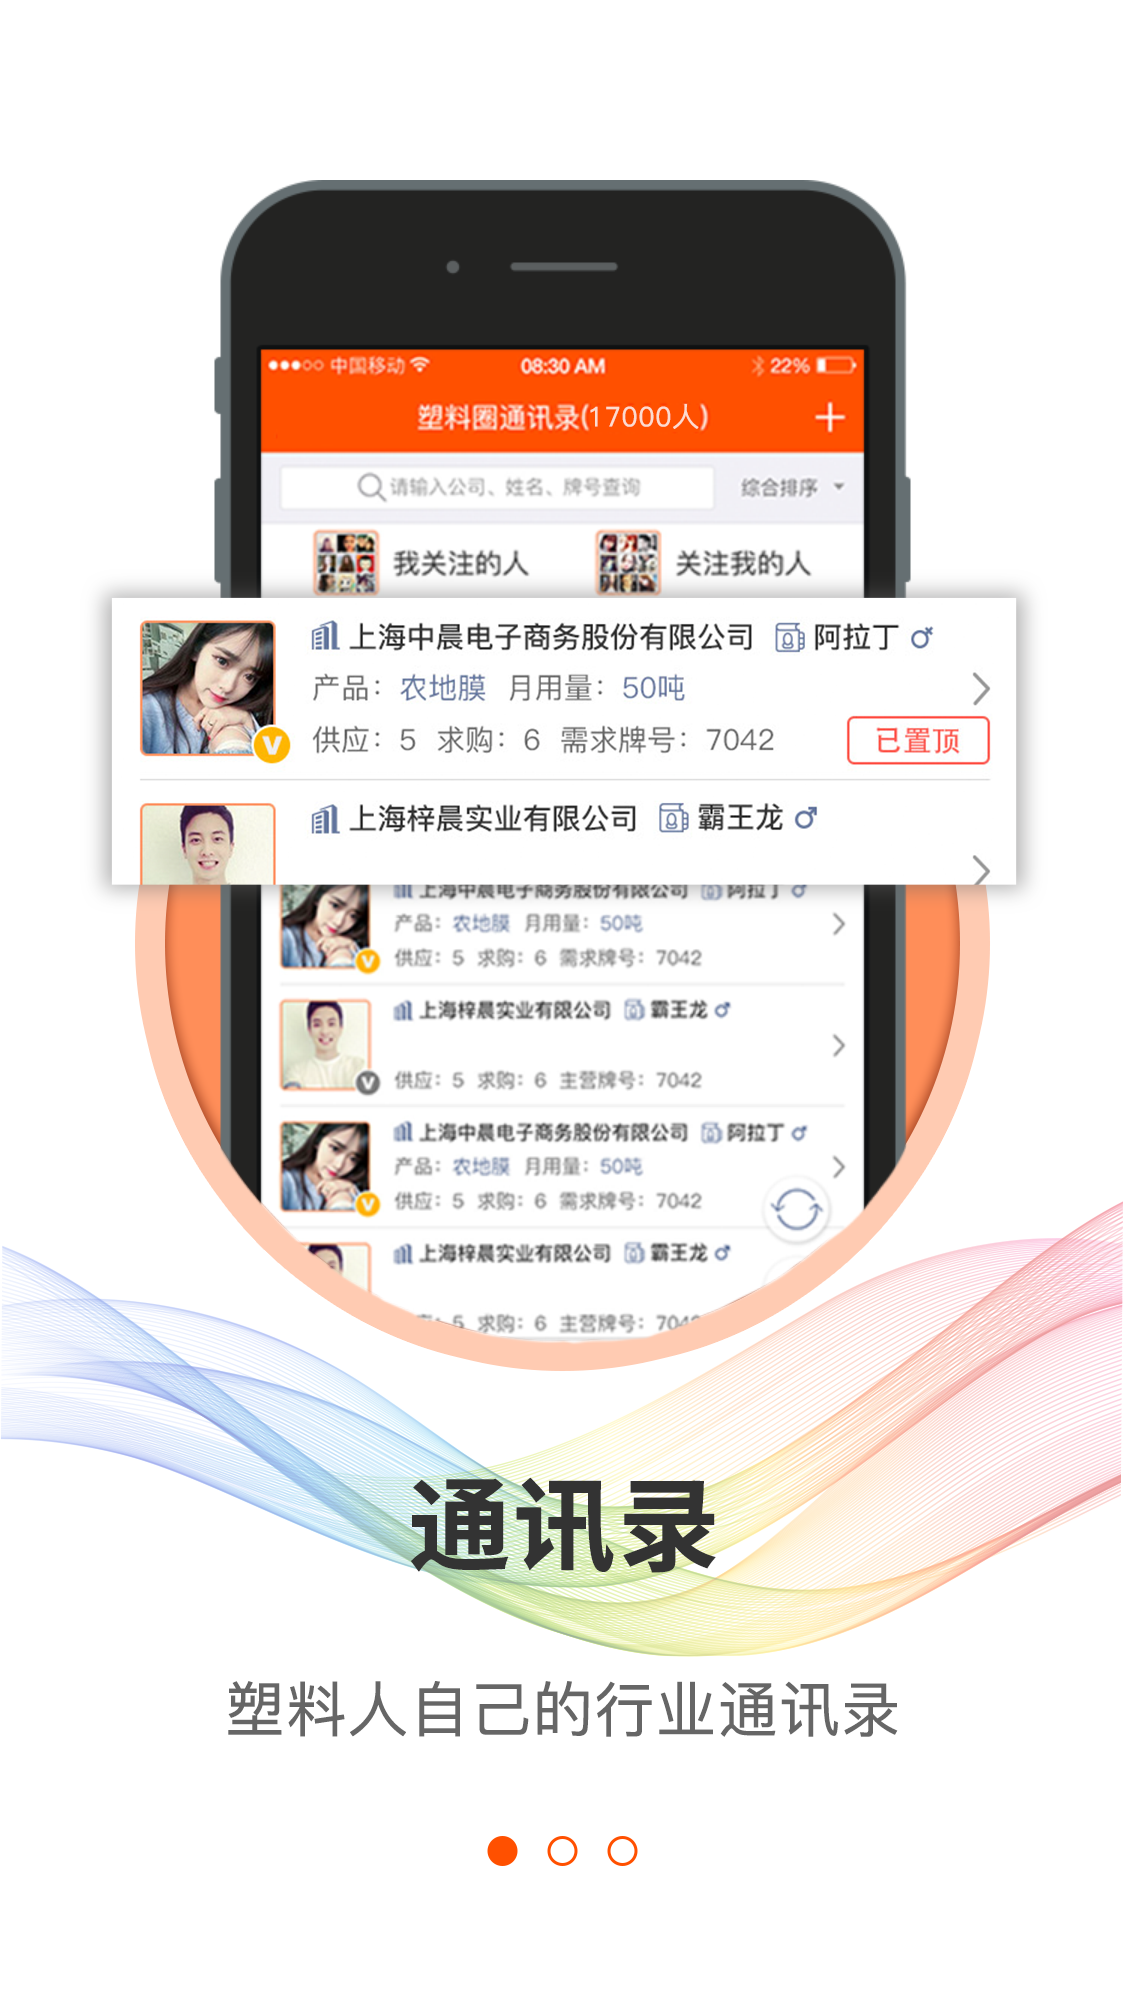 中国移动 08:30 AM 22%
塑料圈通讯录(17000人) +
请输入公司、姓名、牌号查询 综合排序
我关注的人 关注我的人
上海中晨电子商务股份有限公司 阿拉丁
产品：农地膜 月用量：50吨
供应：5 求购：6 需求牌号：7042 已置顶
V
上海梓晨实业有限公司 霸王龙
上海中晨电子商务股份有限公司 阿拉丁
产品：农地膜 月用量：50吨
供应：5 求购：6 需求牌号：7042
V
上海梓晨实业有限公司 霸王龙
供应：5 求购：6 主营牌号：7042
V
上海中晨电子商务股份有限公司 阿拉丁
产品：农地膜 月用量：50吨
供应：5 求购：6 需求牌号：7042
V
上海梓晨实业有限公司 霸王龙
5 求购：6 主营牌号：7042
通讯录
塑料人自己的行业通讯录